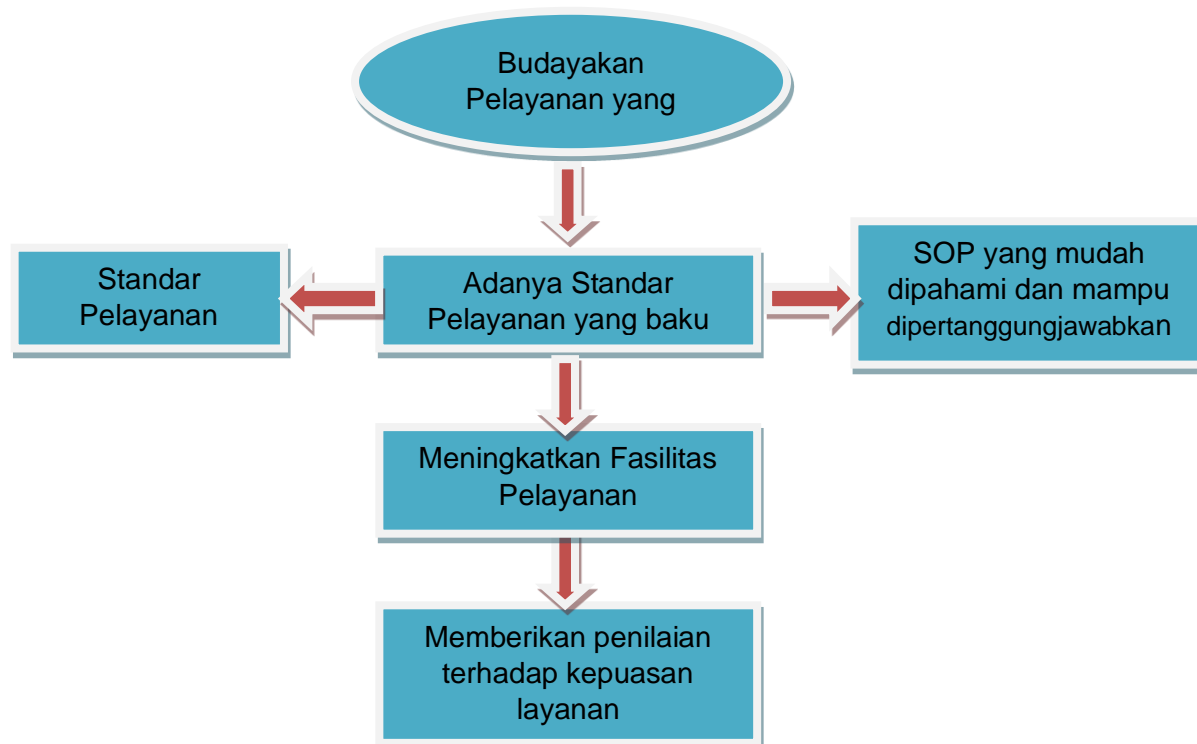 Budayakan
Pelayanan yang
Standar
Pelayanan
Adanya Standar
Pelayanan yang baku
SOP yang mudah
dipahami dan mampu
dipertanggungjawabkan
Meningkatkan Fasilitas
Pelayanan
Memberikan penilaian
terhadap kepuasan
layanan